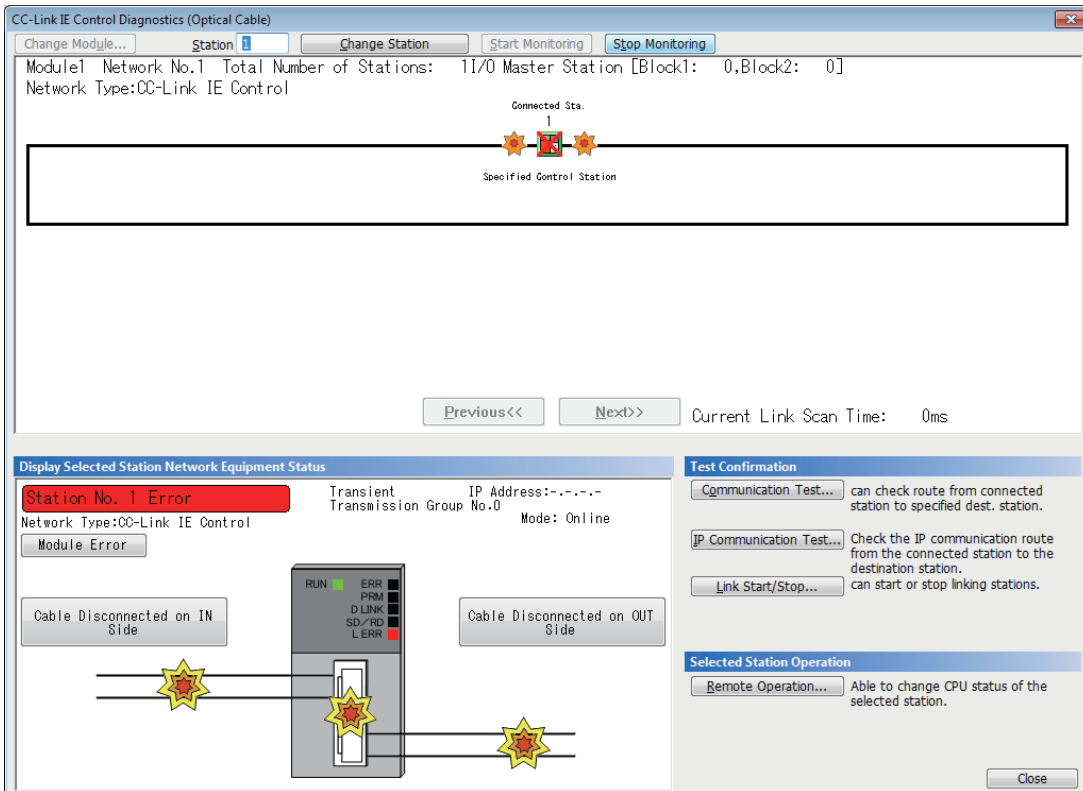 CC-Link IE Control Diagnostics (Optical Cable)
Change Module... Station 1 Change Station Start Monitoring Stop Monitoring
Module1 Network No.1 Total Number of Stations: 1I/O Master Station [Block1: 0,Block2: 0]
Network Type:CC-Link IE Control
Connected Sta.
1
Specified Control Station
Previous<< Next>> Current Link Scan Time: 0ms
Display Selected Station Network Equipment Status
Station No. 1 Error
Transient IP Address:-.-.-.-
Transmission Group No.0
Mode: Online
Network Type:CC-Link IE Control
Module Error
RUN ERR
PRM
D LINK
SD/RD
L ERR
Cable Disconnected on IN
Side
Cable Disconnected on OUT
Side
Test Confirmation
Communication Test... can check route from connected
station to specified dest. station.
IP Communication Test... Check the IP communication route
from the connected station to the
destination station.
Link Start/Stop... can start or stop linking stations.
Selected Station Operation
Remote Operation... Able to change CPU status of the
selected station.
Close